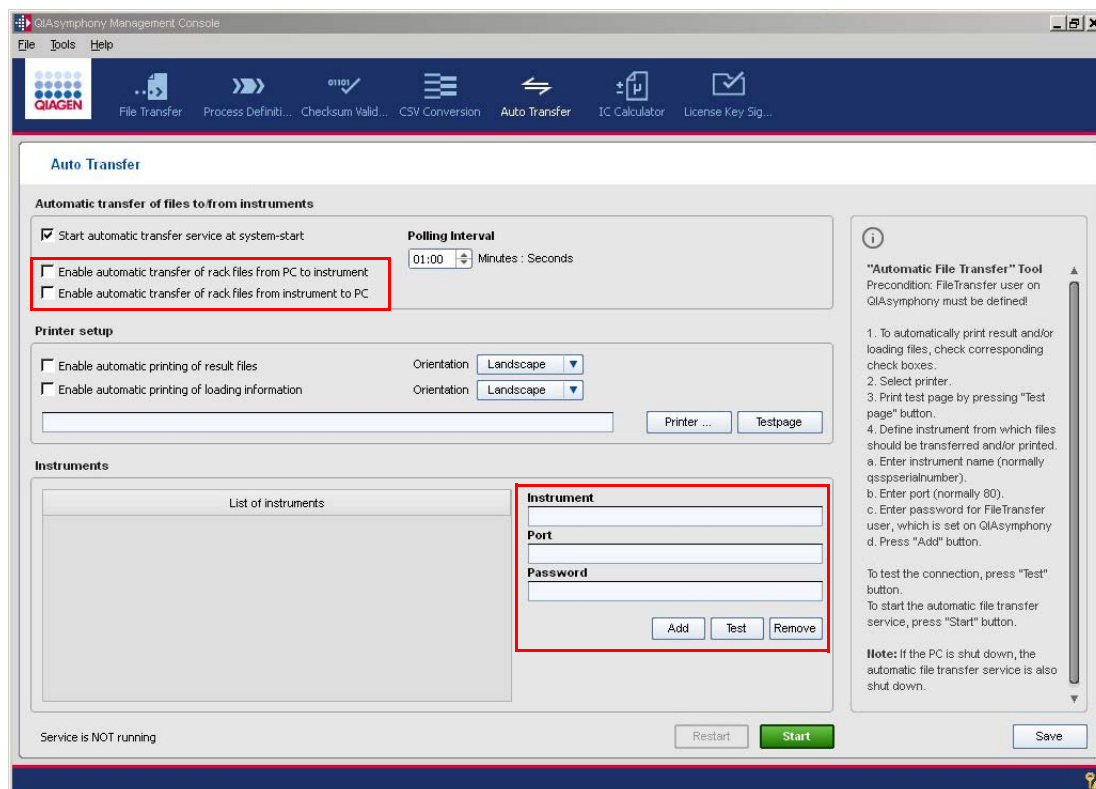 QIAsymphony Management Console
File Tools Help
QIAGEN
File Transfer
Process Definiti...
Checksum Valid...
CSV Conversion
Auto Transfer
IC Calculator
License Key Sig...
Auto Transfer
Automatic transfer of files to/from instruments
Start automatic transfer service at system-start
Enable automatic transfer of rack files from PC to instrument
Enable automatic transfer of rack files from instrument to PC
Polling Interval
01:00 Minutes : Seconds
Printer setup
Enable automatic printing of result files
Orientation Landscape
Enable automatic printing of loading information
Orientation Landscape
Printer ... Testpage
Instruments
List of instruments
Instrument
Port
Password
Add Test Remove
"Automatic File Transfer" Tool
Precondition: FileTransfer user on
QIAsymphony must be defined!
1. To automatically print result and/or
loading files, check corresponding
check boxes.
2. Select printer.
3. Print test page by pressing "Test
page" button.
4. Define instrument from which files
should be transferred and/or printed.
a. Enter instrument name (normally
qsspserialnumber).
b. Enter port (normally 80).
c. Enter password for FileTransfer
user, which is set on QIAsymphony
d. Press "Add" button.
To test the connection, press "Test"
button.
To start the automatic file transfer
service, press "Start" button.
Note: If the PC is shut down, the
automatic file transfer service is also
shut down.
Service is NOT running
Restart Start Save